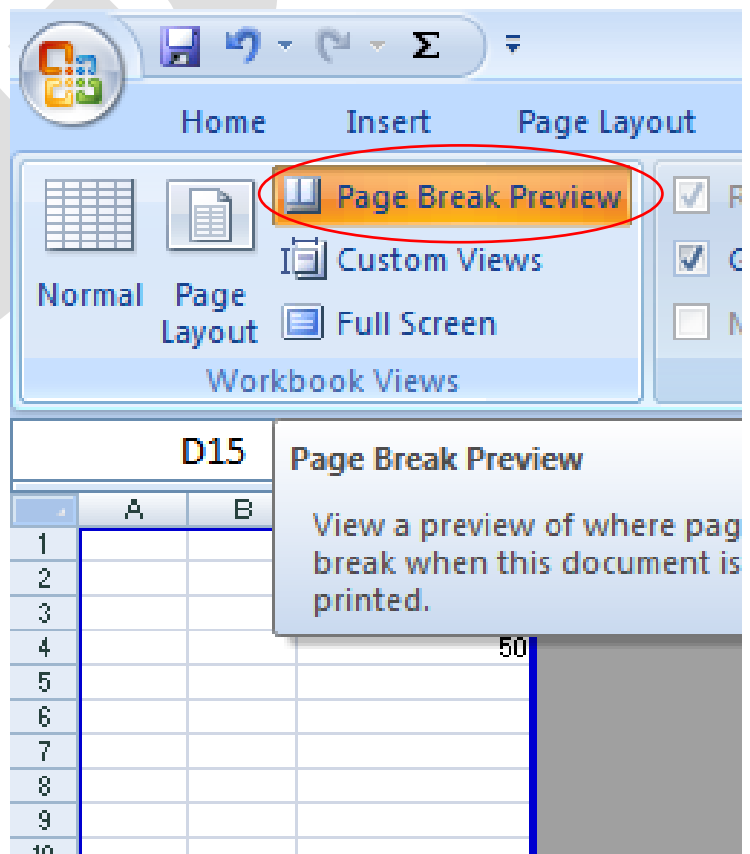 Σ
Home Insert Page Layout
Page Break Preview
Custom Views
Normal Page Layout
Full Screen
Workbook Views
D15
Page Break Preview
View a preview of where pag
break when this document is
printed.
A B
1
2
3
4 50
5
6
7
8
9
10